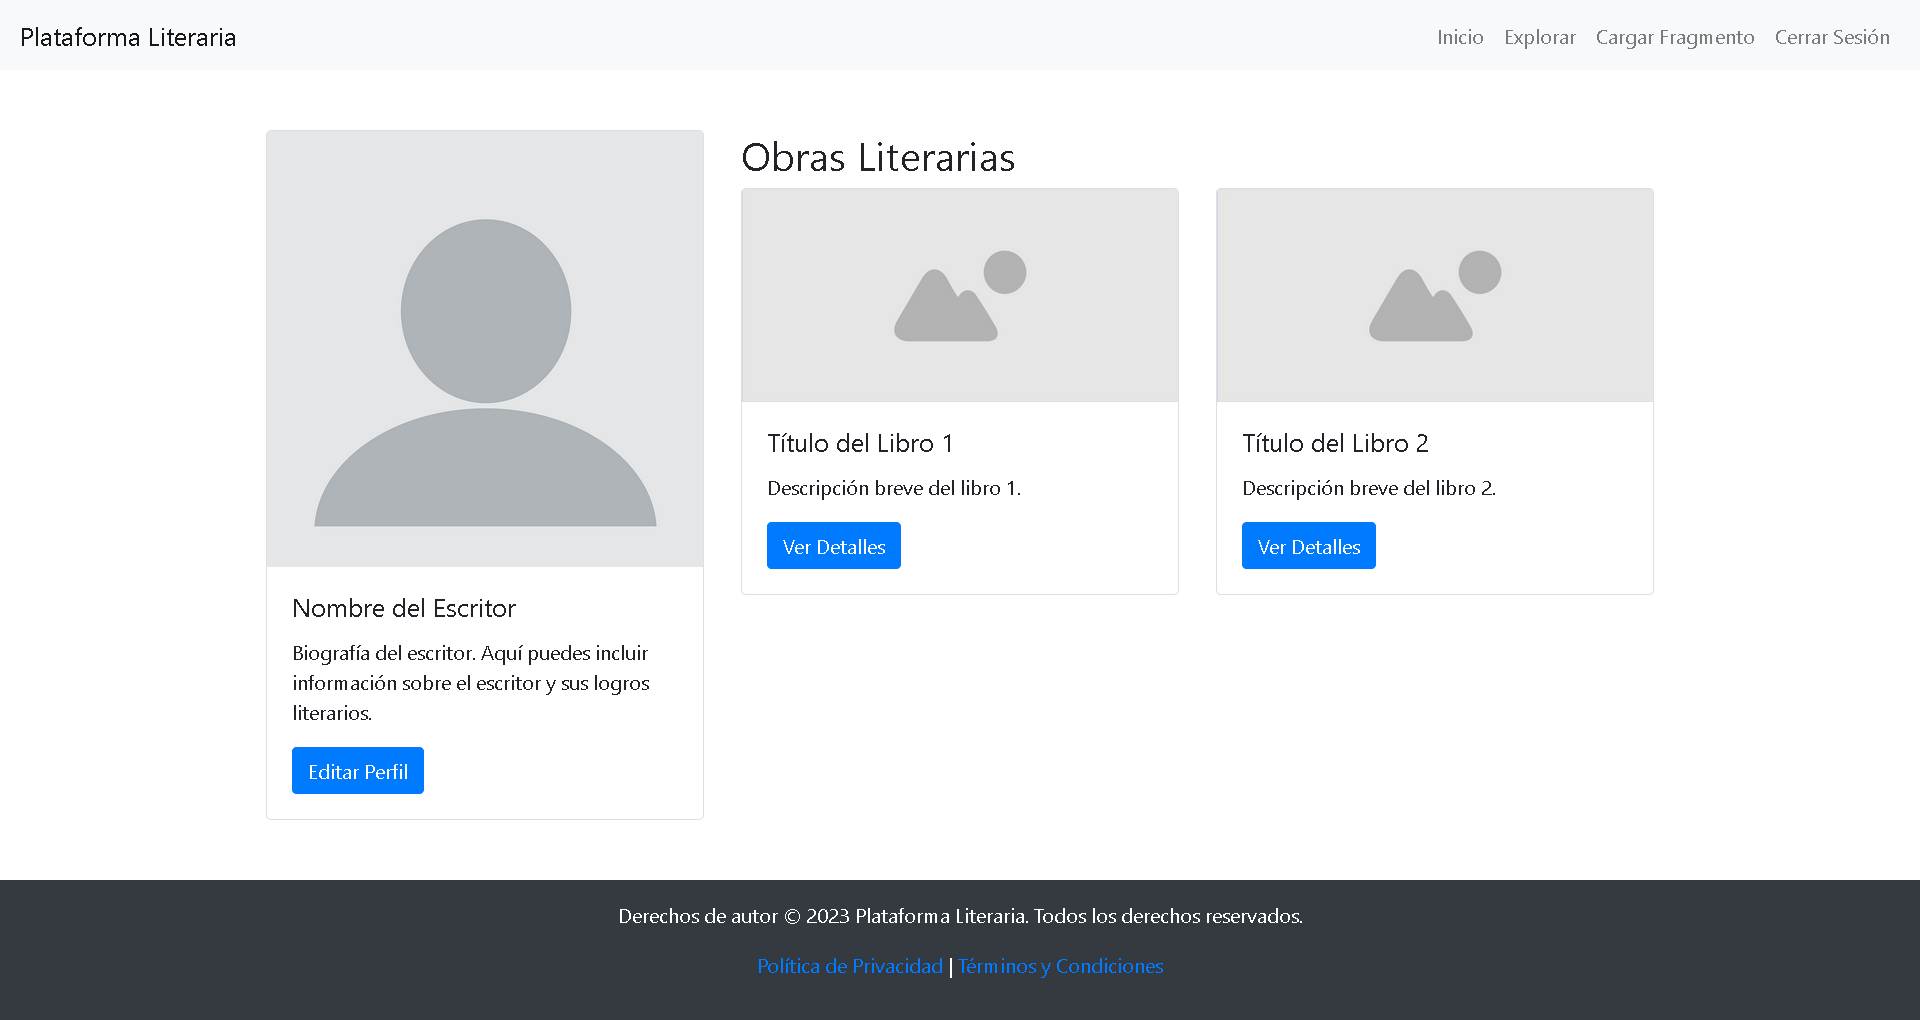 Plataforma Literaria
Inicio Explorar Cargar Fragmento Cerrar Sesión
Nombre del Escritor
Biografía del escritor. Aquí puedes incluir
información sobre el escritor y sus logros
literarios.
Editar Perfil
Obras Literarias
Título del Libro 1
Descripción breve del libro 1.
Ver Detalles
Título del Libro 2
Descripción breve del libro 2.
Ver Detalles
Derechos de autor © 2023 Plataforma Literaria. Todos los derechos reservados.
Política de Privacidad | Términos y Condiciones